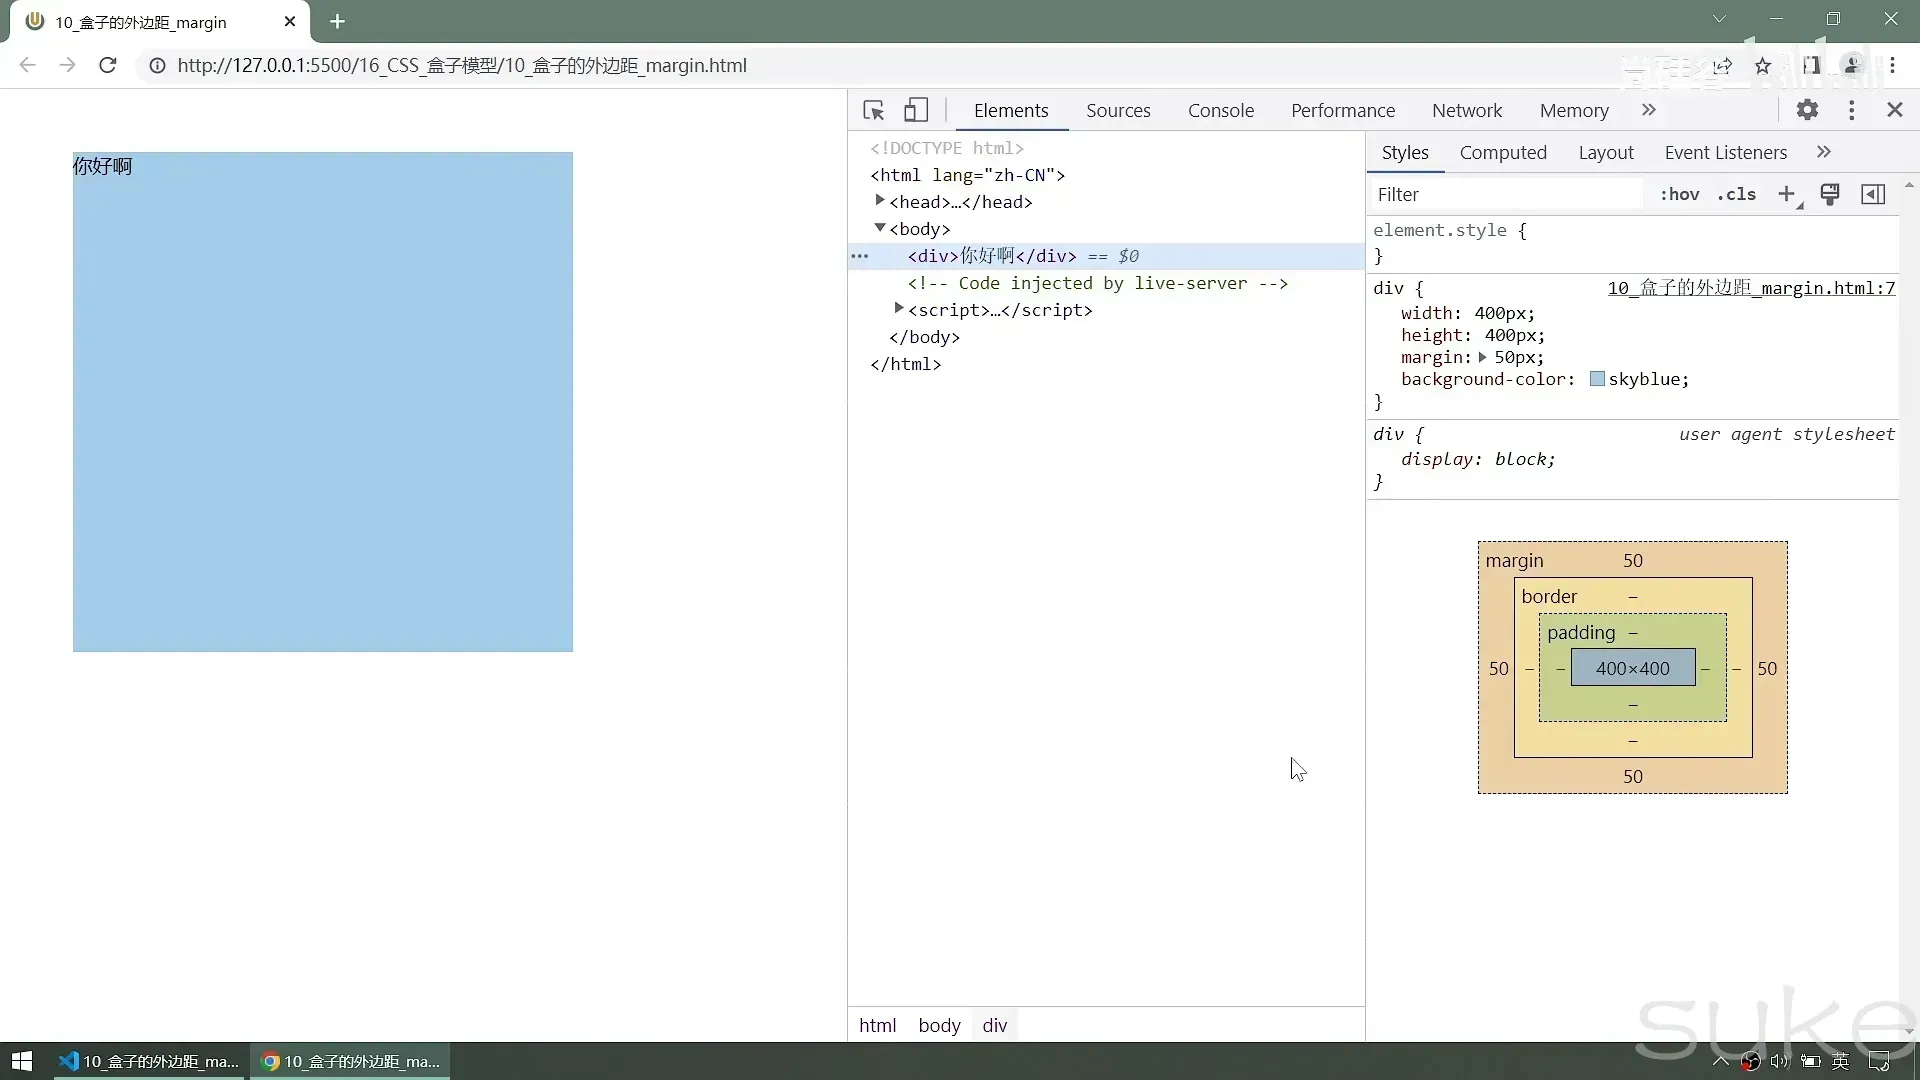 10_盒子的外边距_margin
http://127.0.0.1:5500/16_CSS_盒子模型/10_盒子的外边距_margin.html
尚硅谷
bilibili
Elements
Sources
Console
Performance
Network
Memory
你好啊
<!DOCTYPE html>
<html lang="zh-CN">
<head>…</head>
<body>
<div>你好啊</div> == $0
<!-- Code injected by live-server -->
<script>…</script>
</body>
</html>
html body div
Styles
Computed
Layout
Event Listeners
Filter
:hov .cls
element.style {
}
div {
10_盒子的外边距_margin.html:7
width: 400px;
height: 400px;
margin: 50px;
background-color: skyblue;
}
div {
user agent stylesheet
display: block;
}
margin 50
border –
padding –
50 – – 400×400 – – 50
–
–
50
suke
10_盒子的外边距_ma...
10_盒子的外边距_ma...
英